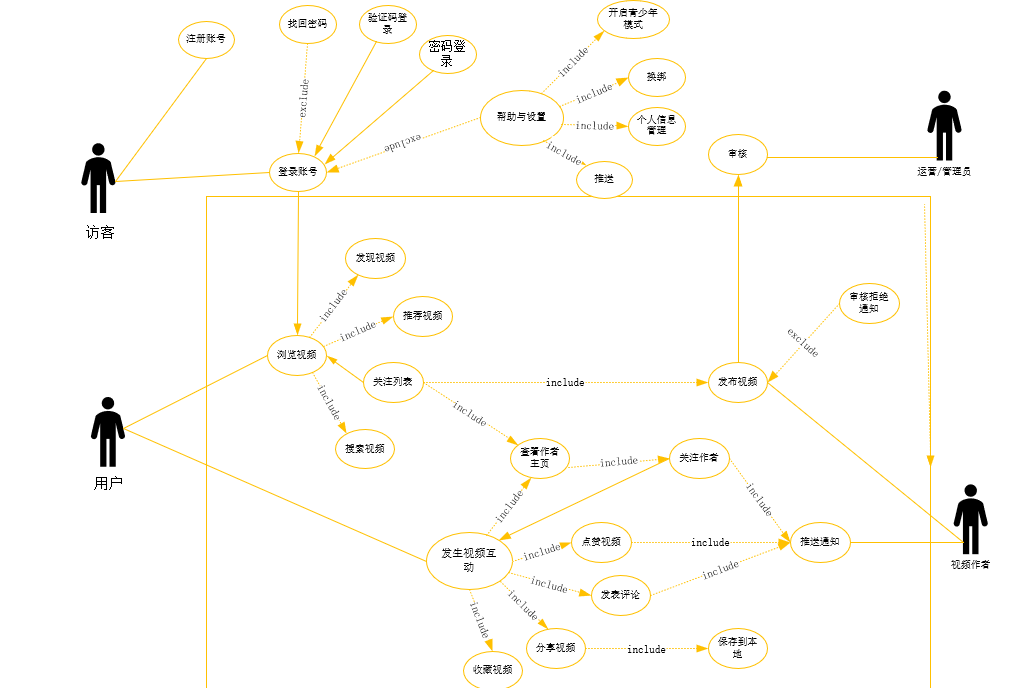 注册账号
找回密码
验证码登
录
密码登
录
开启青少年
模式
换绑
个人信息
管理
推送
帮助与设置
include
include
include
include
exclude
exclude
登录账号
访客
审核
运营/管理员
发现视频
推荐视频
include
include
浏览视频
关注列表
include
include
include
搜索视频
用户
发布视频
审核拒绝
通知
exclude
查看作者
主页
include
关注作者
include
include
发生视频互
动
include
点赞视频
include
推送通知
视频作者
include
发表评论
include
include
include
分享视频
include
保存到本
地
收藏视频